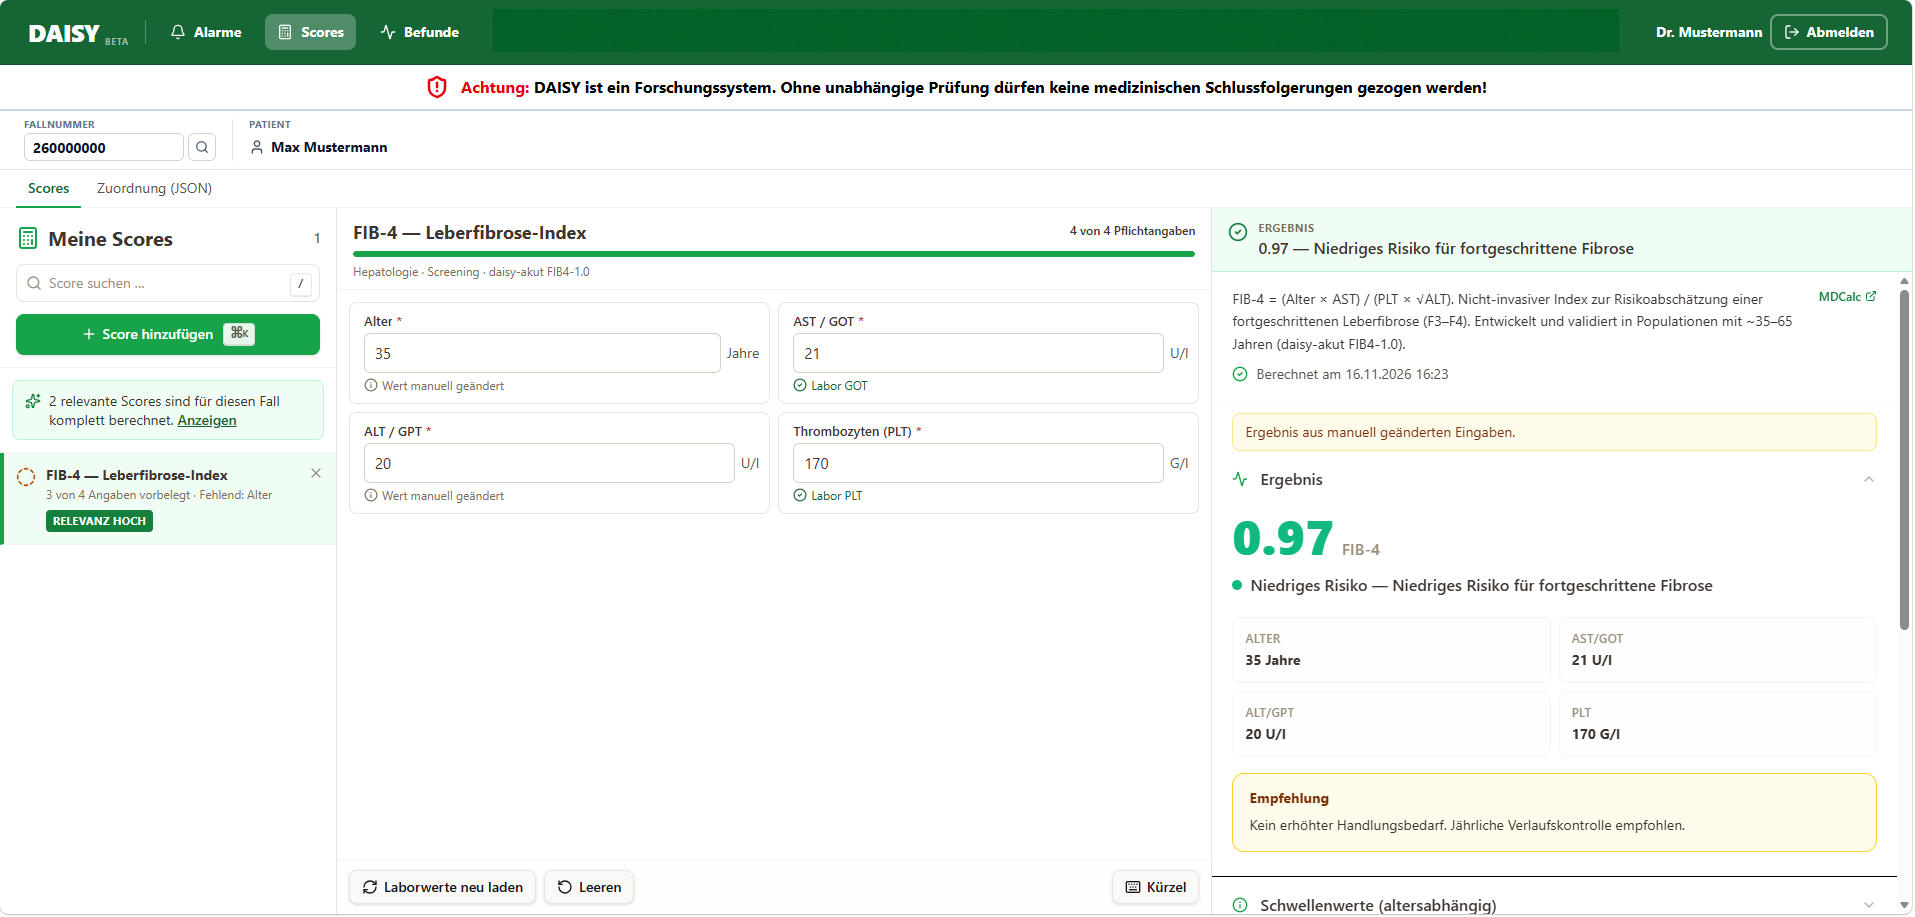 DAISY BETA
Alarme
Scores
Befunde
Dr. Mustermann
Abmelden
Achtung: DAISY ist ein Forschungssystem. Ohne unabhängige Prüfung dürfen keine medizinischen Schlussfolgerungen gezogen werden!
FALLNUMMER
260000000
PATIENT
Max Mustermann
Scores
Zuordnung (JSON)
Meine Scores
1
Score suchen ...
/
+ Score hinzufügen ⌘K
2 relevante Scores sind für diesen Fall
komplett berechnet. Anzeigen
FIB-4 — Leberfibrose-Index
3 von 4 Angaben vorbelegt · Fehlend: Alter
RELEVANZ HOCH
FIB-4 — Leberfibrose-Index
4 von 4 Pflichtangaben
Hepatologie · Screening · daisy-akut FIB4-1.0
Alter *
35
Jahre
Wert manuell geändert
AST / GOT *
21
U/l
Labor GOT
ALT / GPT *
20
U/l
Wert manuell geändert
Thrombozyten (PLT) *
170
G/l
Labor PLT
Laborwerte neu laden
Leeren
Kürzel
ERGEBNIS
0.97 — Niedriges Risiko für fortgeschrittene Fibrose
FIB-4 = (Alter × AST) / (PLT × √ALT). Nicht-invasiver Index zur Risikoabschätzung einer
fortgeschrittenen Leberfibrose (F3–F4). Entwickelt und validiert in Populationen mit ~35–65
Jahren (daisy-akut FIB4-1.0).
MDCalc
Berechnet am 16.11.2026 16:23
Ergebnis aus manuell geänderten Eingaben.
Ergebnis
0.97 FIB-4
Niedriges Risiko — Niedriges Risiko für fortgeschrittene Fibrose
ALTER
35 Jahre
AST/GOT
21 U/l
ALT/GPT
20 U/l
PLT
170 G/l
Empfehlung
Kein erhöhter Handlungsbedarf. Jährliche Verlaufskontrolle empfohlen.
Schwellenwerte (altersabhängig)